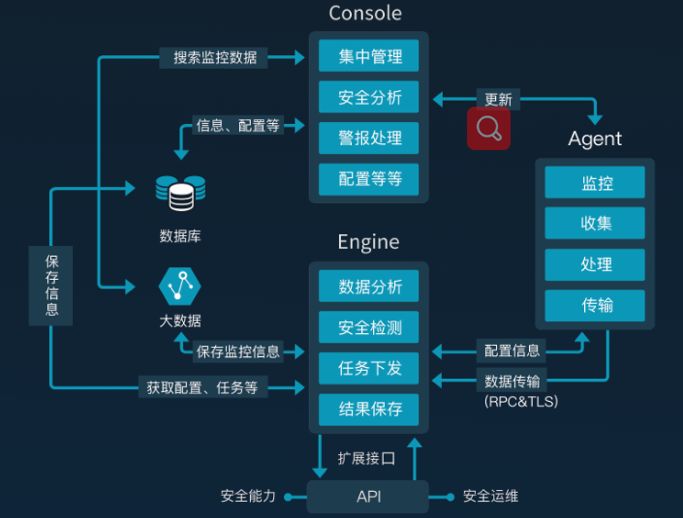 Console
搜索监控数据
集中管理
安全分析
更新
信息、配置等
警报处理
Agent
配置等等
监控
收集
处理
传输
数据库
Engine
保存信息
数据分析
大数据
安全检测
保存监控信息
配置信息
任务下发
获取配置、任务等
数据传输
(RPC&TLS)
结果保存
扩展接口
安全能力
API
安全运维